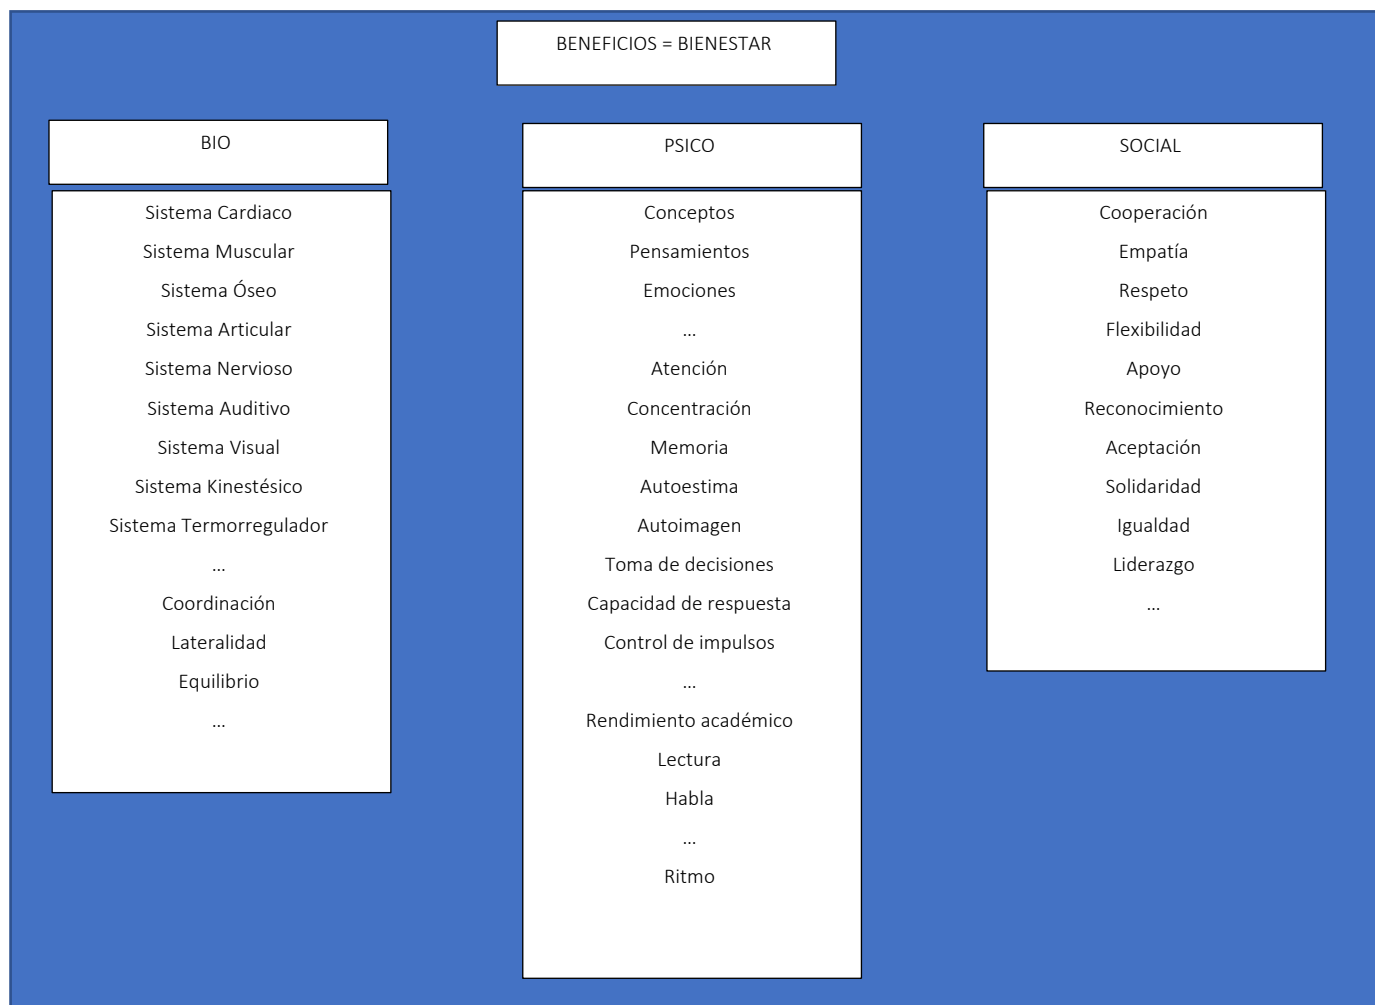 BENEFICIOS = BIENESTAR
BIO
Sistema Cardiaco
Sistema Muscular
Sistema Óseo
Sistema Articular
Sistema Nervioso
Sistema Auditivo
Sistema Visual
Sistema Kinestésico
Sistema Termorregulador
...
Coordinación
Lateralidad
Equilibrio
...
PSICO
Conceptos
Pensamientos
Emociones
...
Atención
Concentración
Memoria
Autoestima
Autoimagen
Toma de decisiones
Capacidad de respuesta
Control de impulsos
...
Rendimiento académico
Lectura
Habla
...
Ritmo
SOCIAL
Cooperación
Empatía
Respeto
Flexibilidad
Apoyo
Reconocimiento
Aceptación
Solidaridad
Igualdad
Liderazgo
...